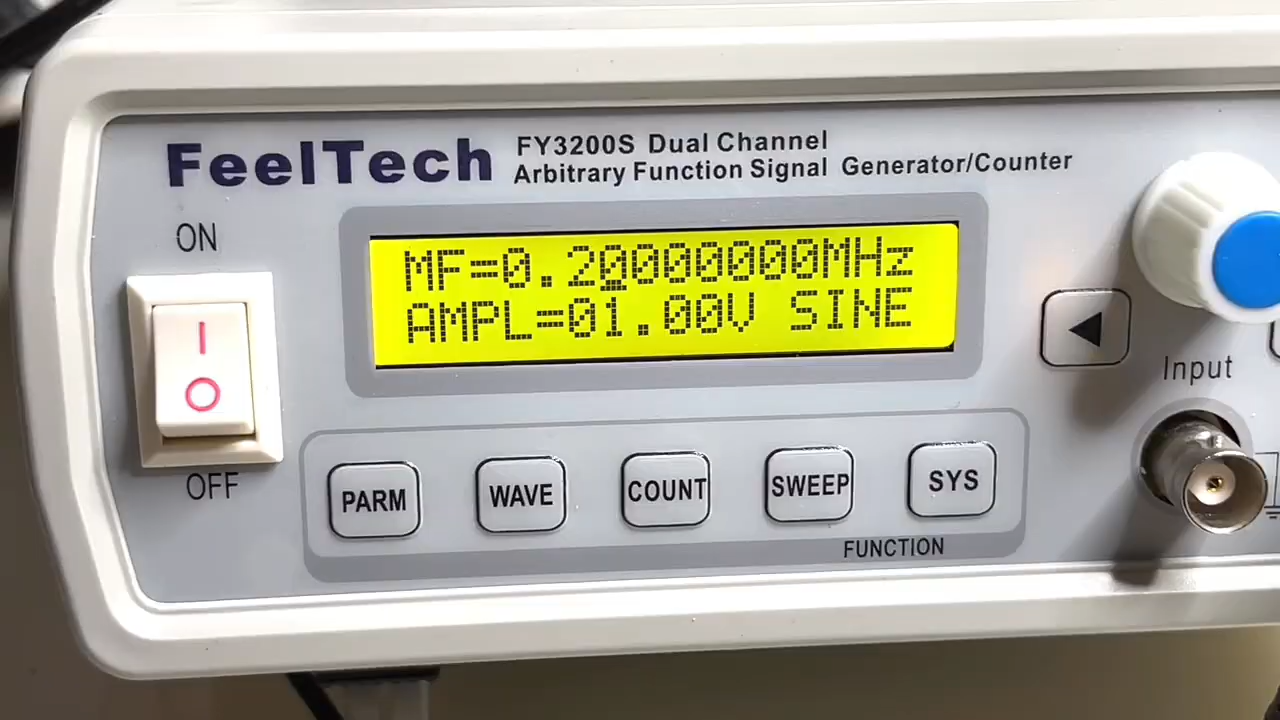 FeelTech
FY3200S Dual Channel
Arbitrary Function Signal Generator/Counter
ON
MF=0.20000000MHz
AMPL=01.00V SINE
Input
OFF
PARM
WAVE
COUNT
SWEEP
SYS
FUNCTION